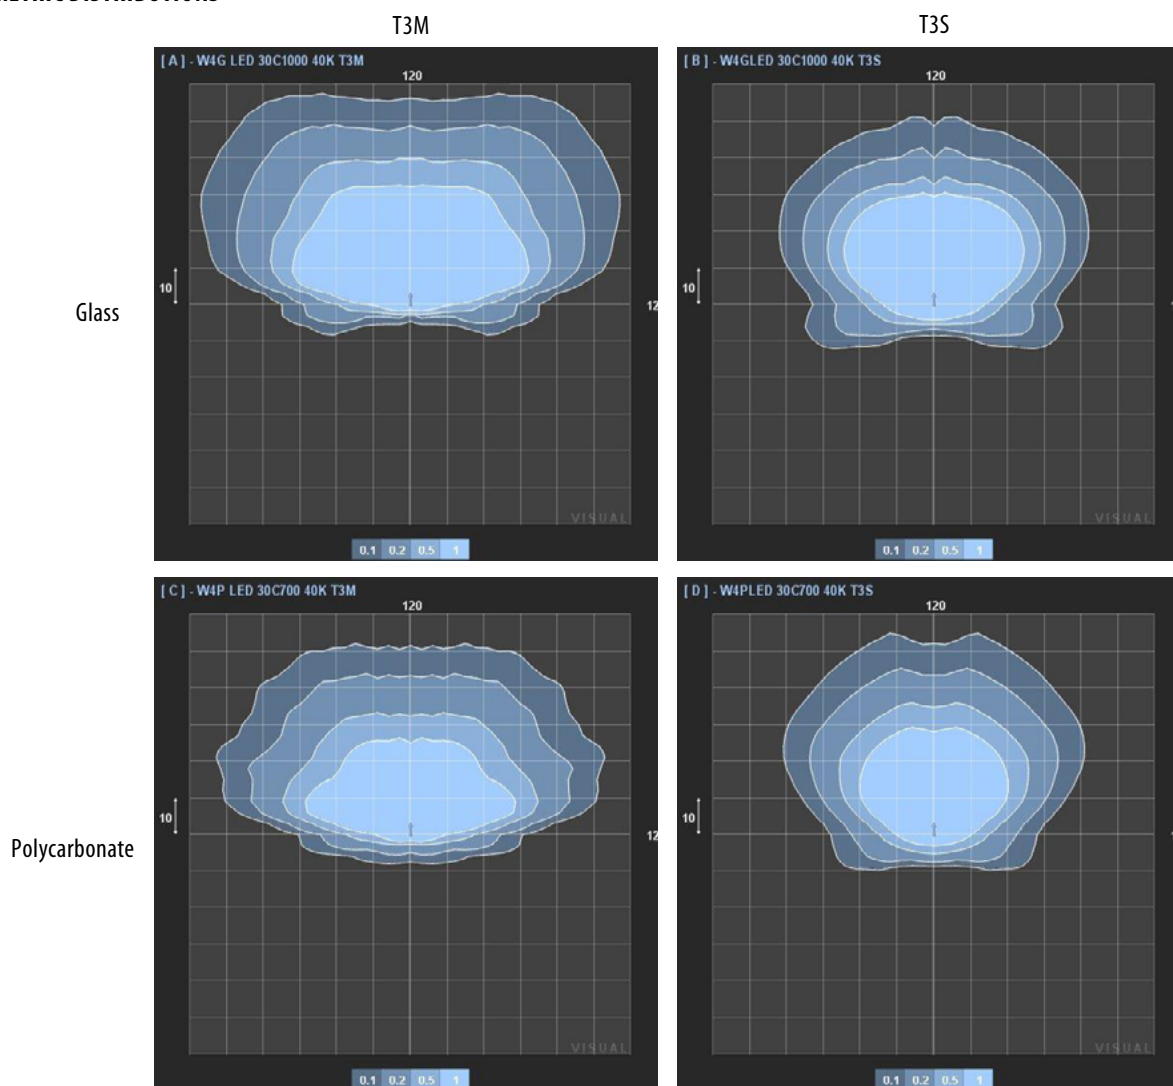 T3M
T3S
[ A ] - W4G LED 30C1000 40K T3M
120
10
12
0.1 0.2 0.5 1
[ B ] - W4GLED 30C1000 40K T3S
120
10
VISUAL
0.1 0.2 0.5 1
Glass
VISUAL
[ C ] - W4P LED 30C700 40K T3M
120
10
12
VISUAL
0.1 0.2 0.5 1
[ D ] - W4PLED 30C700 40K T3S
120
10
VISUAL
0.1 0.2 0.5 1
Polycarbonate